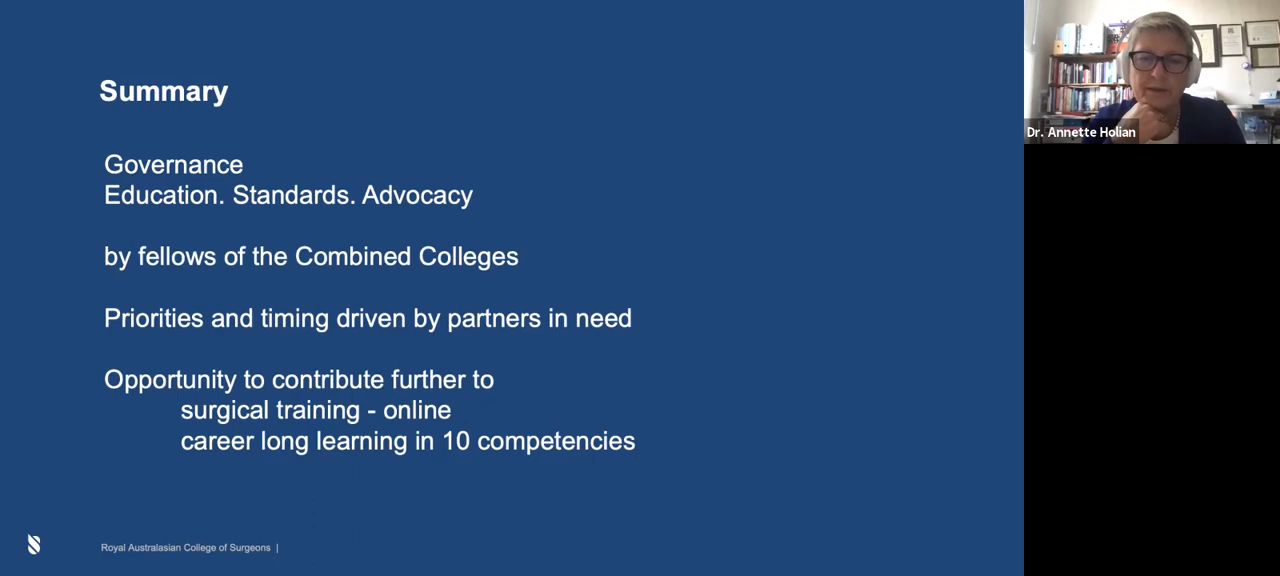 Summary
Governance
Education. Standards. Advocacy
by fellows of the Combined Colleges
Priorities and timing driven by partners in need
Opportunity to contribute further to
surgical training - online
career long learning in 10 competencies
Royal Australasian College of Surgeons |
Dr. Annette Holian